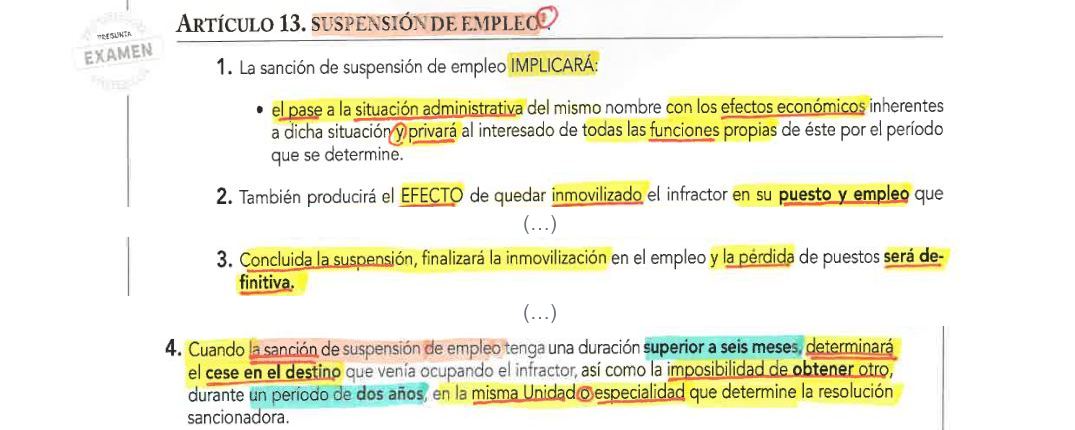 PRESUNTA
EXAMEN
ARTÍCULO 13. SUSPENSIÓN DE EMPLEO.
1. La sanción de suspensión de empleo IMPLICARÁ:
• el pase a la situación administrativa del mismo nombre con los efectos económicos inherentes
a dicha situación y privará al interesado de todas las funciones propias de éste por el período
que se determine.
2. También producirá el EFECTO de quedar inmovilizado el infractor en su puesto y empleo que
(...)
3. Concluida la suspensión, finalizará la inmovilización en el empleo y la pérdida de puestos será de-
finitiva.
(...)
4. Cuando la sanción de suspensión de empleo tenga una duración superior a seis meses, determinará
el cese en el destino que venía ocupando el infractor, así como la imposibilidad de obtener otro,
durante un período de dos años, en la misma Unidad o especialidad que determine la resolución
sancionadora.